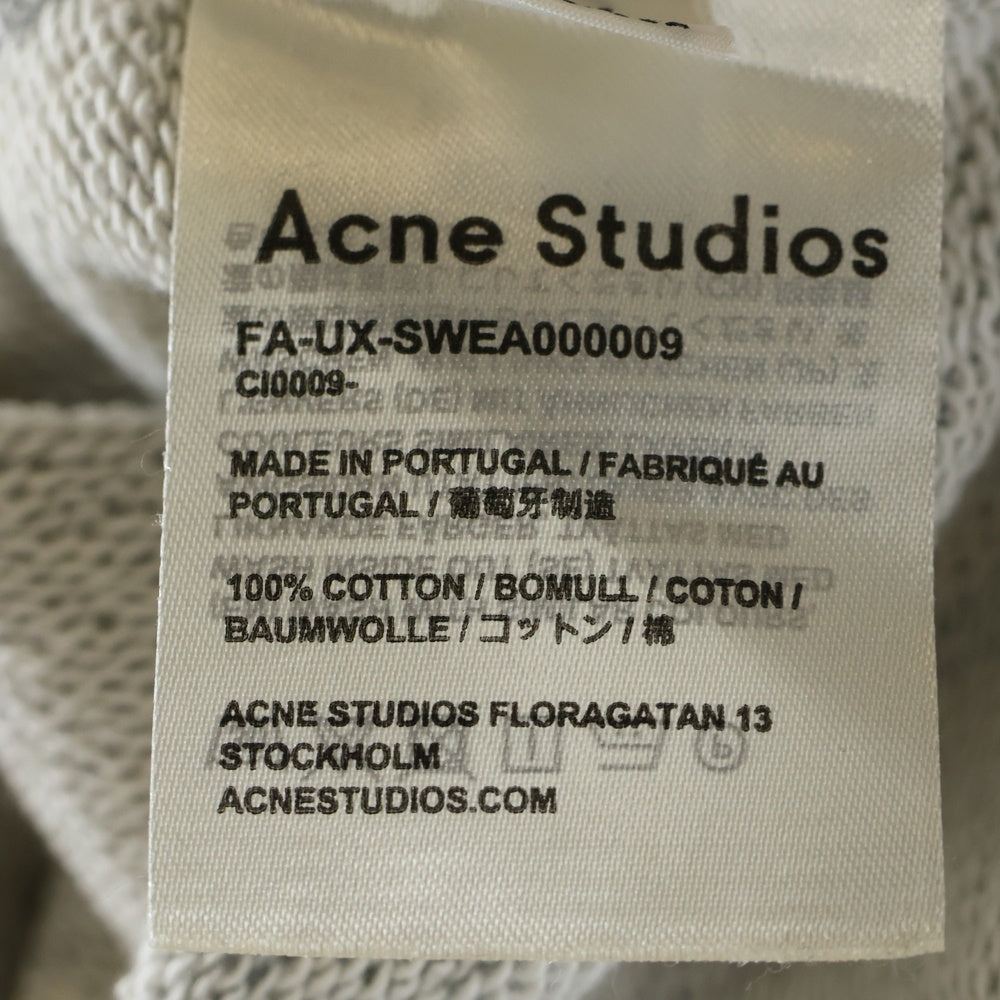 Acne Studios
FA-UX-SWEA000009
CI0009-
MADE IN PORTUGAL / FABRIQUÉ AU
PORTUGAL / 葡萄牙制造
100% COTTON / BOMULL / COTON /
BAUMWOLLE / コットン / 棉
ACNE STUDIOS FLORAGATAN 13
STOCKHOLM
ACNESTUDIOS.COM